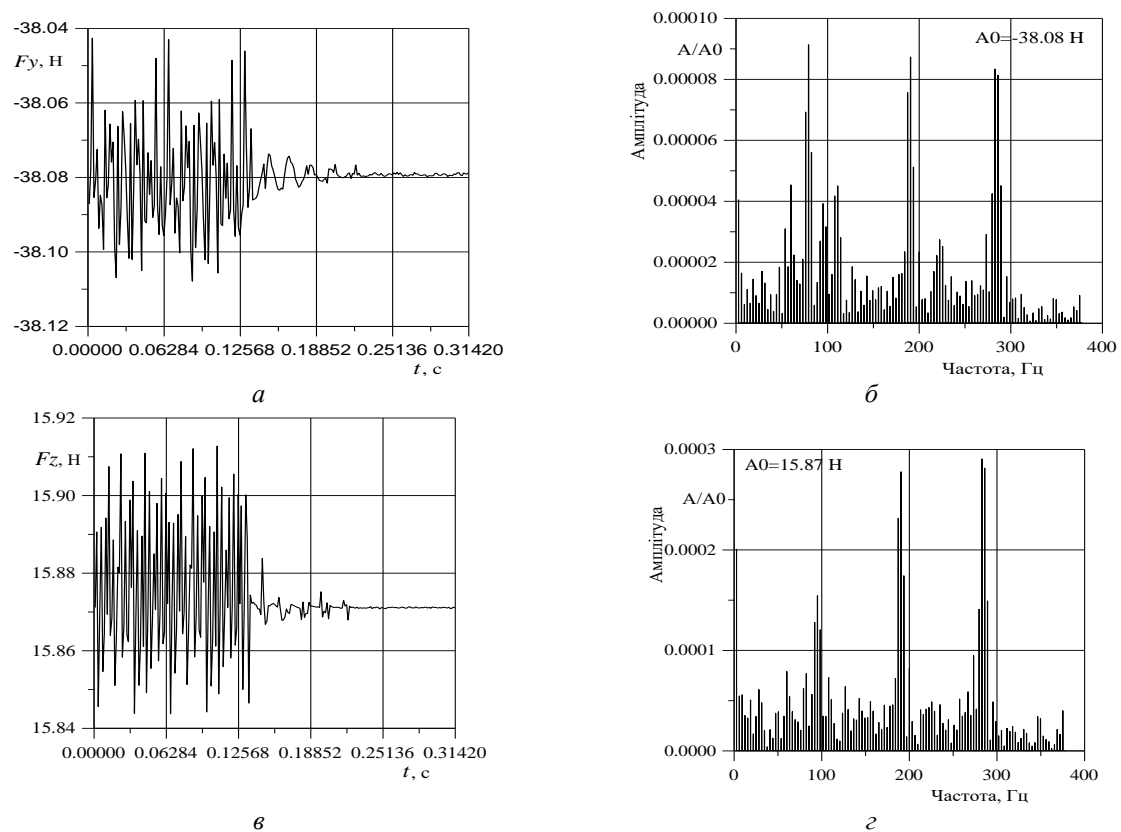 -38.04
Fy, Н
-38.06
-38.08
-38.10
-38.12
0.00000 0.06284 0.12568 0.18852 0.25136 0.31420
t, с
а
0.00010
A/A0
A0=-38.08 Н
0.00008
0.00006
0.00004
0.00002
0.00000
Амплітуда
0 100 200 300 400
Частота, Гц
б
15.92
Fz, Н
15.90
15.88
15.86
15.84
0.00000 0.06284 0.12568 0.18852 0.25136 0.31420
t, с
в
0.0003
A0=15.87 Н
A/A0
0.0002
0.0001
0.0000
Амплітуда
0 100 200 300 400
Частота, Гц
г